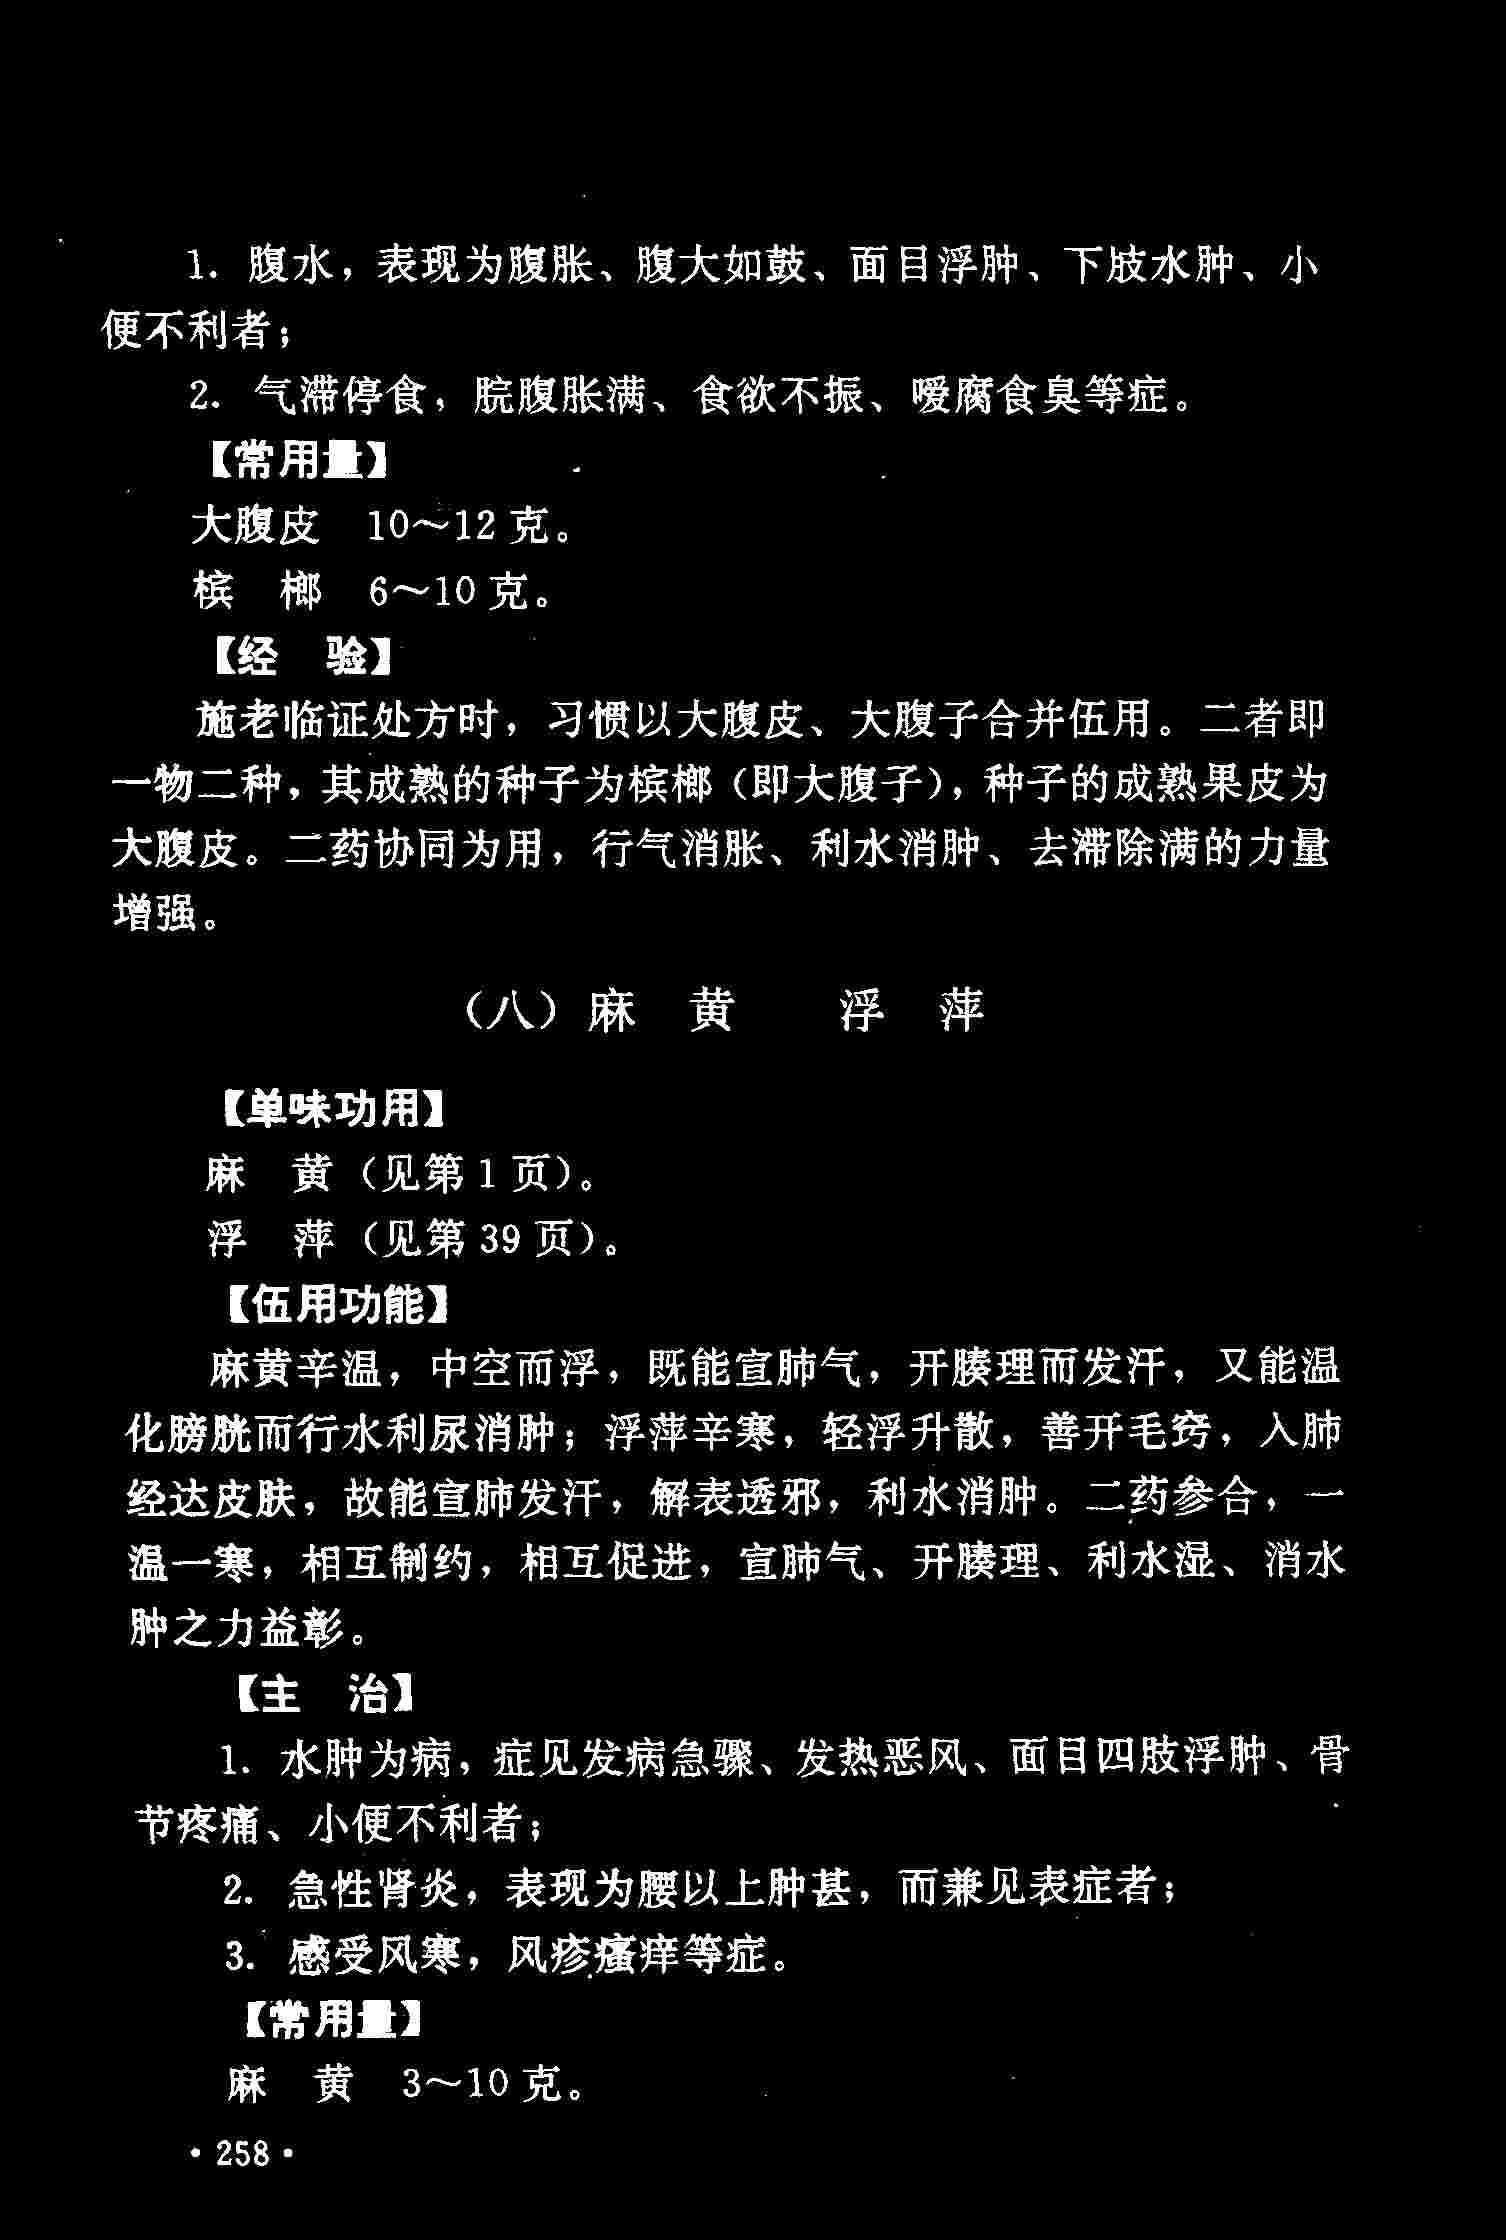 1. 腹水，表现为腹胀、腹大如鼓、面目浮肿、下肢水肿、小
便不利者；
2. 气滞停食，脘腹胀满、食欲不振、嗳腐食臭等症。
【常用量】
大腹皮　10～12 克。
槟　榔　6～10 克。
【经　验】
施老临证处方时，习惯以大腹皮、大腹子合并伍用。二者即
一物二种，其成熟的种子为槟榔（即大腹子），种子的成熟果皮为
大腹皮。二药协同为用，行气消胀、利水消肿、去滞除满的力量
增强。
（八）麻　黄　　浮　萍
【单味功用】
麻　黄（见第 1 页）。
浮　萍（见第 39 页）。
【伍用功能】
麻黄辛温，中空而浮，既能宣肺气，开腠理而发汗，又能温
化膀胱而行水利尿消肿；浮萍辛寒，轻浮升散，善开毛窍，入肺
经达皮肤，故能宣肺发汗，解表透邪，利水消肿。二药参合，一
温一寒，相互制约，相互促进，宣肺气、开腠理、利水湿、消水
肿之力益彰。
【主　治】
1. 水肿为病，症见发病急骤、发热恶风、面目四肢浮肿、骨
节疼痛、小便不利者；
2. 急性肾炎，表现为腰以上肿甚，而兼见表症者；
3. 感受风寒，风疹瘙痒等症。
【常用量】
麻　黄　3～10 克。
· 258 ·